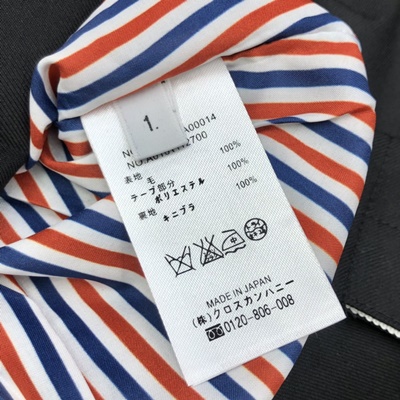 1.
表地 毛 100%
テープ部分
ポリエステル 100%
裏地 キュプラ 100%
MADE IN JAPAN
(株)クロスカンパニー
0120-806-008